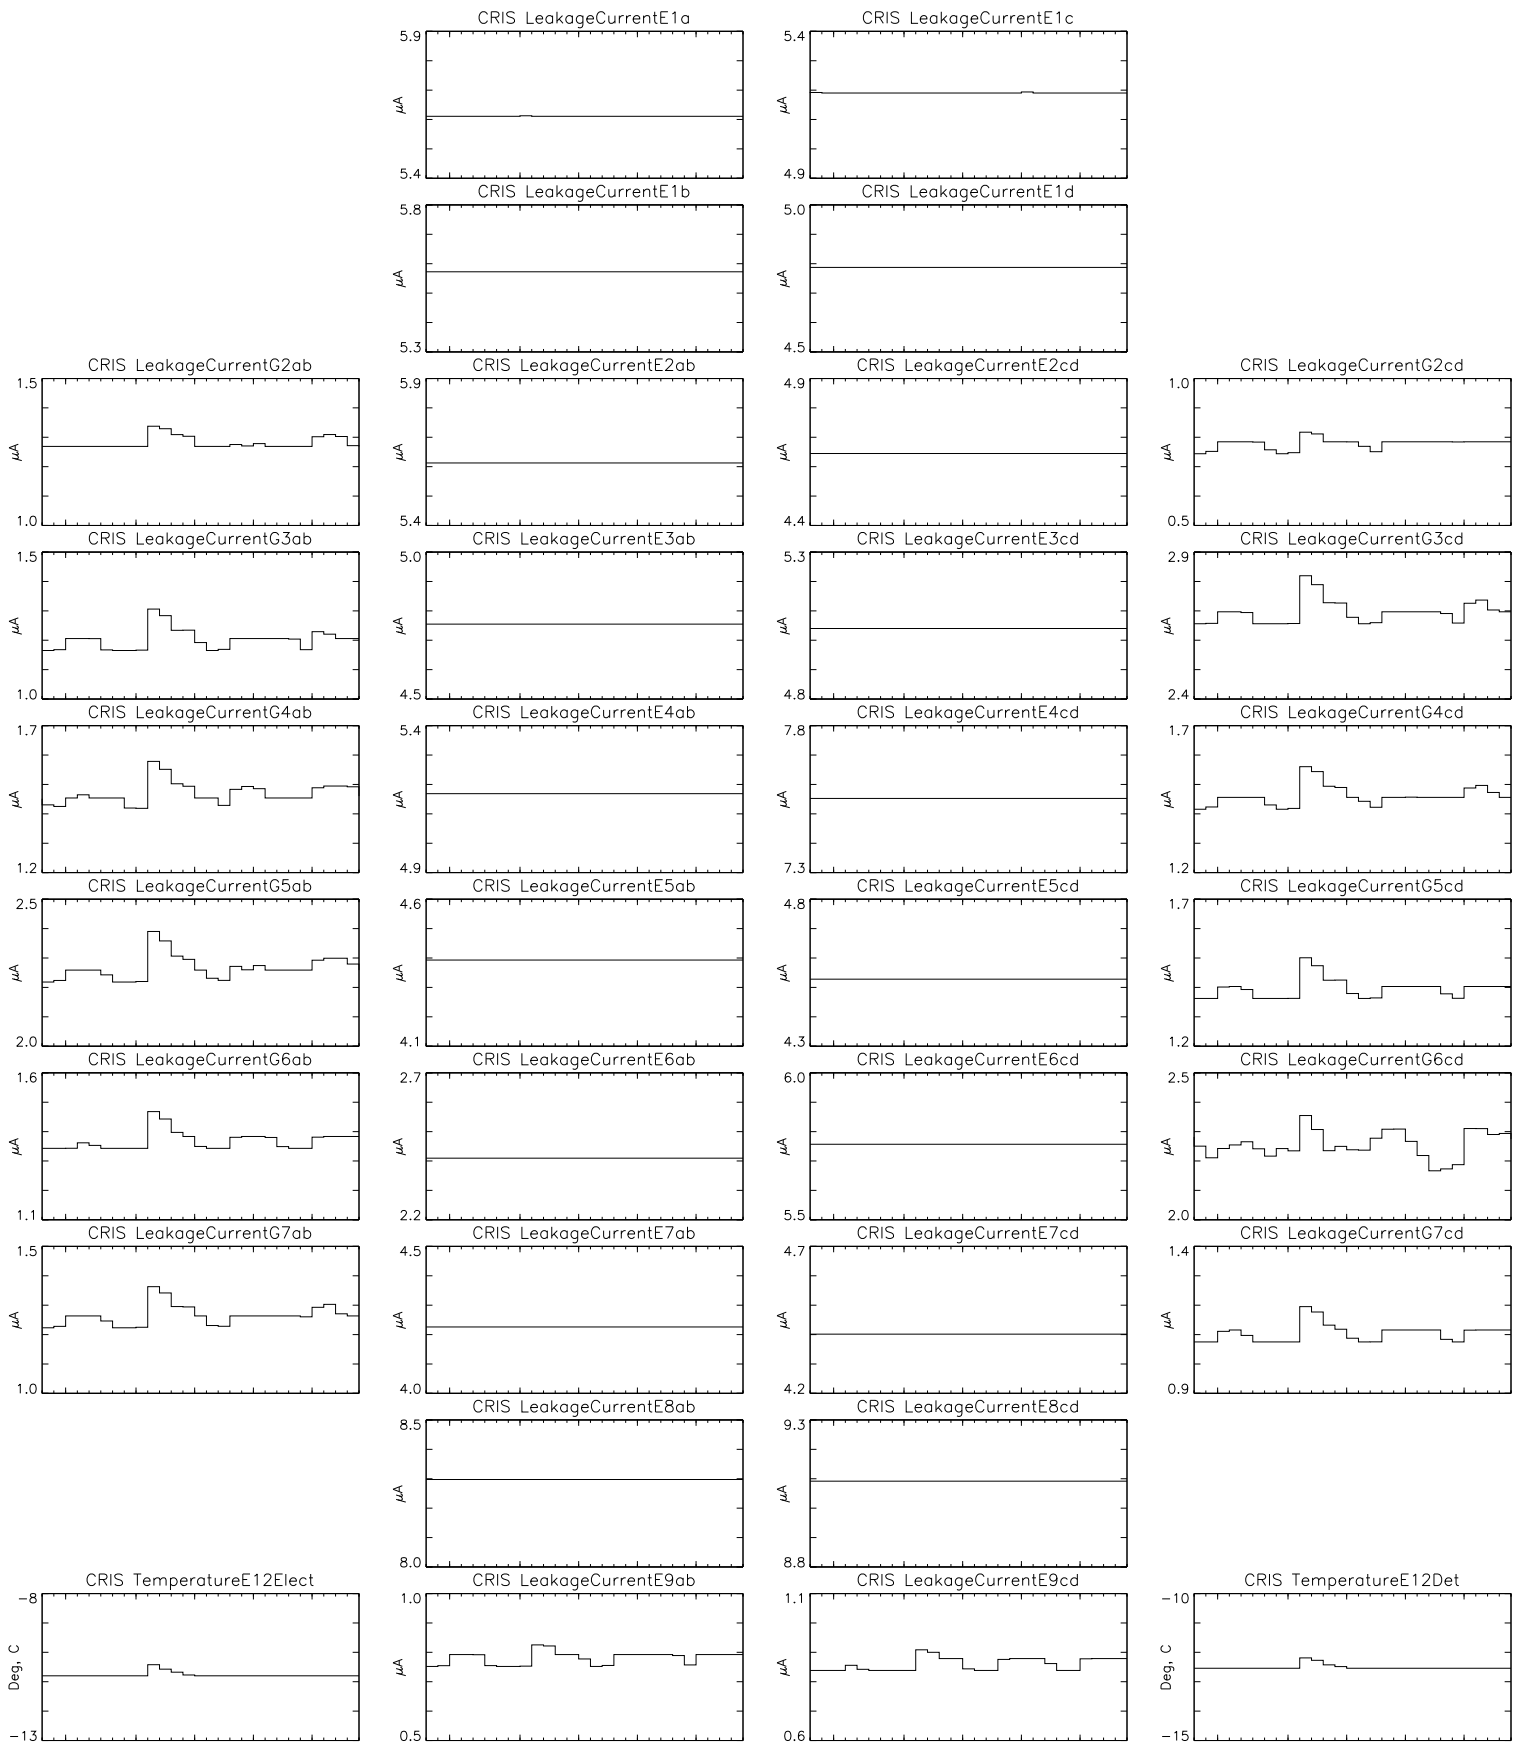 CRIS LeakageCurrentE1a
5.9
μA
5.4
CRIS LeakageCurrentE1c
5.4
μA
4.9
CRIS LeakageCurrentE1b
5.8
μA
5.3
CRIS LeakageCurrentE1d
5.0
μA
4.5
CRIS LeakageCurrentG2ab
1.5
μA
1.0
CRIS LeakageCurrentE2ab
5.9
μA
5.4
CRIS LeakageCurrentE2cd
4.9
μA
4.4
CRIS LeakageCurrentG2cd
1.0
μA
0.5
CRIS LeakageCurrentG3ab
1.5
μA
1.0
CRIS LeakageCurrentE3ab
5.0
μA
4.5
CRIS LeakageCurrentE3cd
5.3
μA
4.8
CRIS LeakageCurrentG3cd
2.9
μA
2.4
CRIS LeakageCurrentG4ab
1.7
μA
1.2
CRIS LeakageCurrentE4ab
5.4
μA
4.9
CRIS LeakageCurrentE4cd
7.8
μA
7.3
CRIS LeakageCurrentG4cd
1.7
μA
1.2
CRIS LeakageCurrentG5ab
2.5
μA
2.0
CRIS LeakageCurrentE5ab
4.6
μA
4.1
CRIS LeakageCurrentE5cd
4.8
μA
4.3
CRIS LeakageCurrentG5cd
1.7
μA
1.2
CRIS LeakageCurrentG6ab
1.6
μA
1.1
CRIS LeakageCurrentE6ab
2.7
μA
2.2
CRIS LeakageCurrentE6cd
6.0
μA
5.5
CRIS LeakageCurrentG6cd
2.5
μA
2.0
CRIS LeakageCurrentG7ab
1.5
μA
1.0
CRIS LeakageCurrentE7ab
4.5
μA
4.0
CRIS LeakageCurrentE7cd
4.7
μA
4.2
CRIS LeakageCurrentG7cd
1.4
μA
0.9
CRIS LeakageCurrentE8ab
8.5
μA
8.0
CRIS LeakageCurrentE8cd
9.3
μA
8.8
CRIS TemperatureE12Elect
-8
Deg, C
-13
CRIS LeakageCurrentE9ab
1.0
μA
0.5
CRIS LeakageCurrentE9cd
1.1
μA
0.6
CRIS TemperatureE12Det
-10
Deg, C
-15